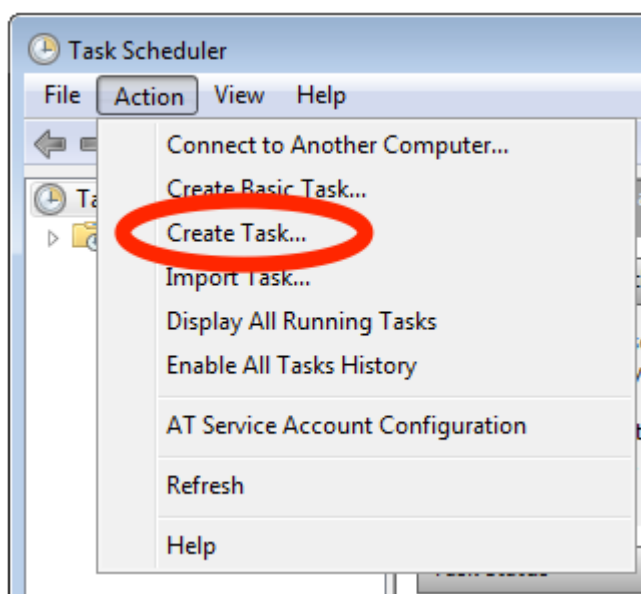 Task Scheduler
File Action View Help
Connect to Another Computer...
Create Basic Task...
Create Task...
Import Task...
Display All Running Tasks
Enable All Tasks History
AT Service Account Configuration
Refresh
Help